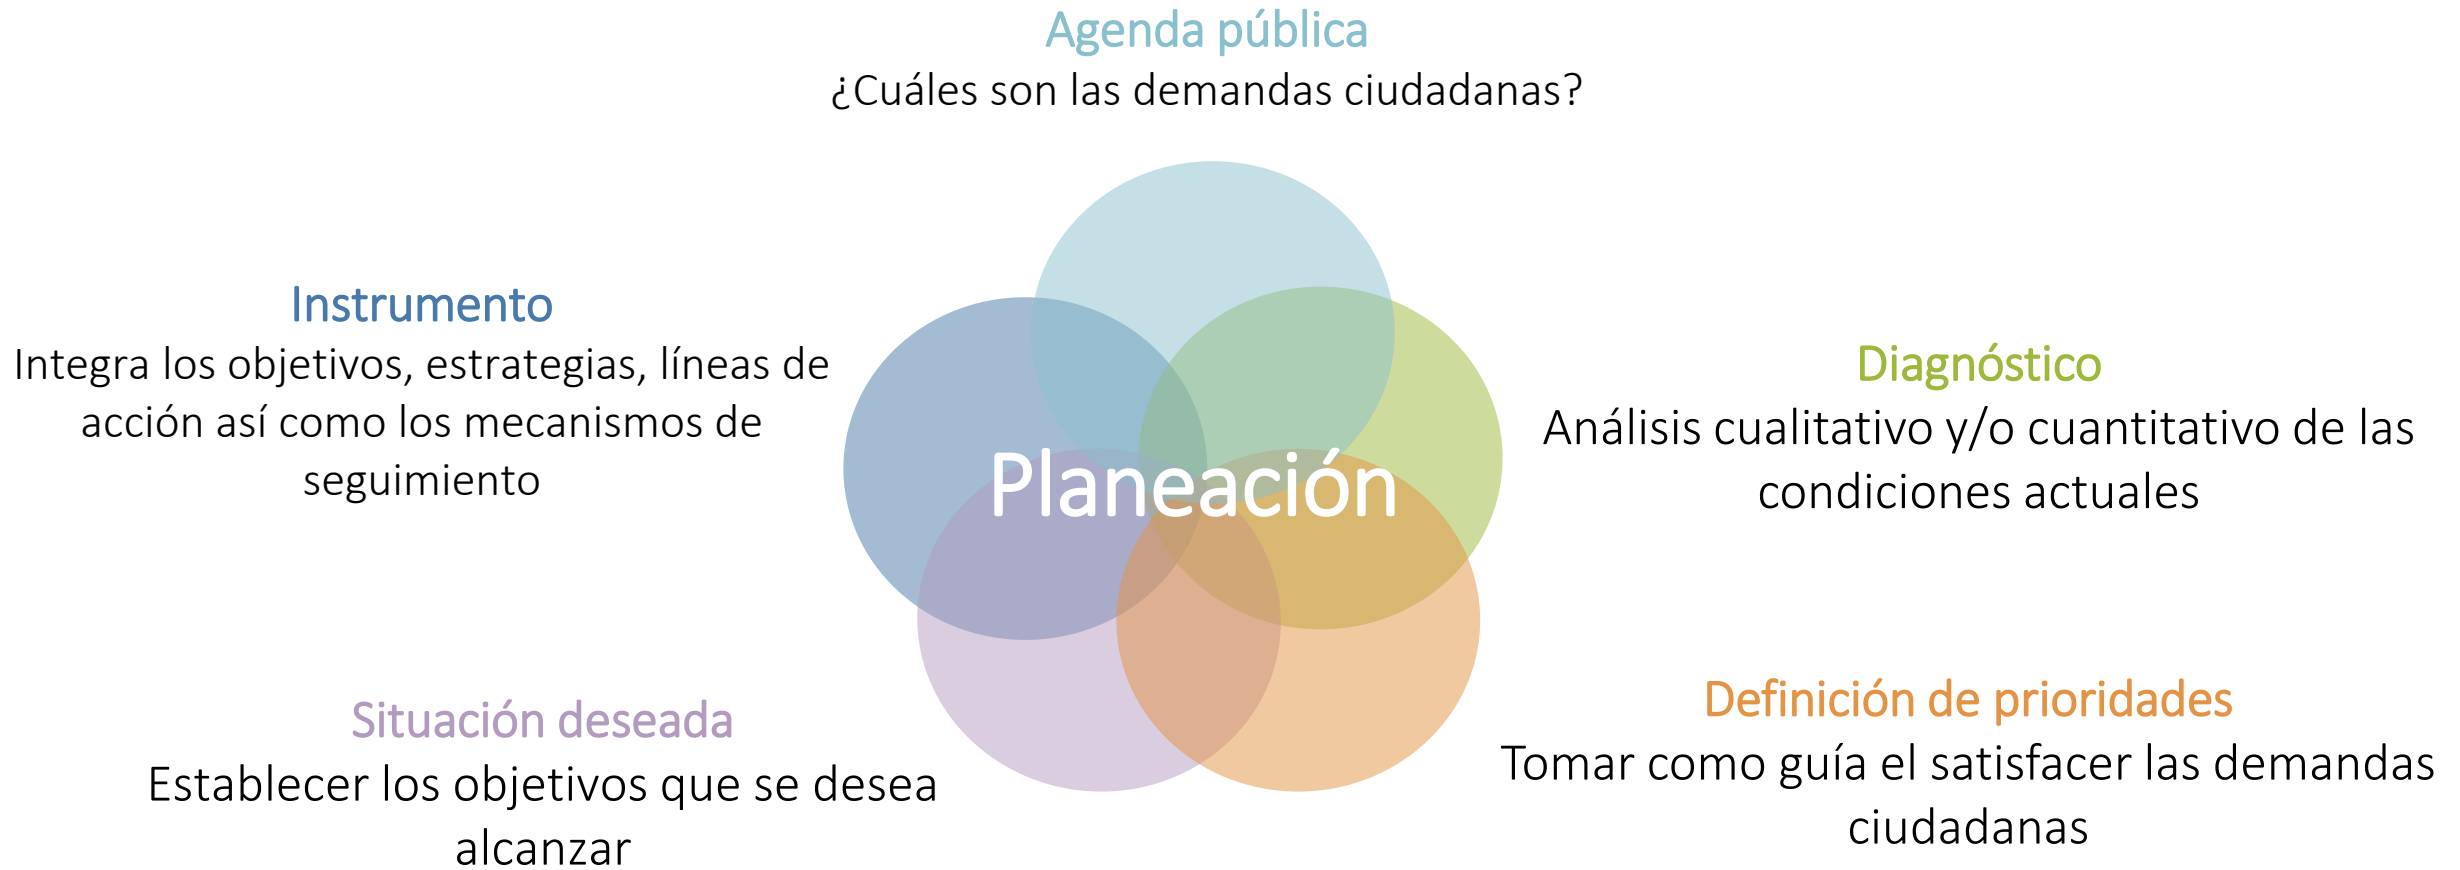 Agenda pública
¿Cuáles son las demandas ciudadanas?
Instrumento
Integra los objetivos, estrategias, líneas de
acción así como los mecanismos de
seguimiento
Diagnóstico
Análisis cualitativo y/o cuantitativo de las
condiciones actuales
Planeación
Situación deseada
Establecer los objetivos que se desea
alcanzar
Definición de prioridades
Tomar como guía el satisfacer las demandas
ciudadanas